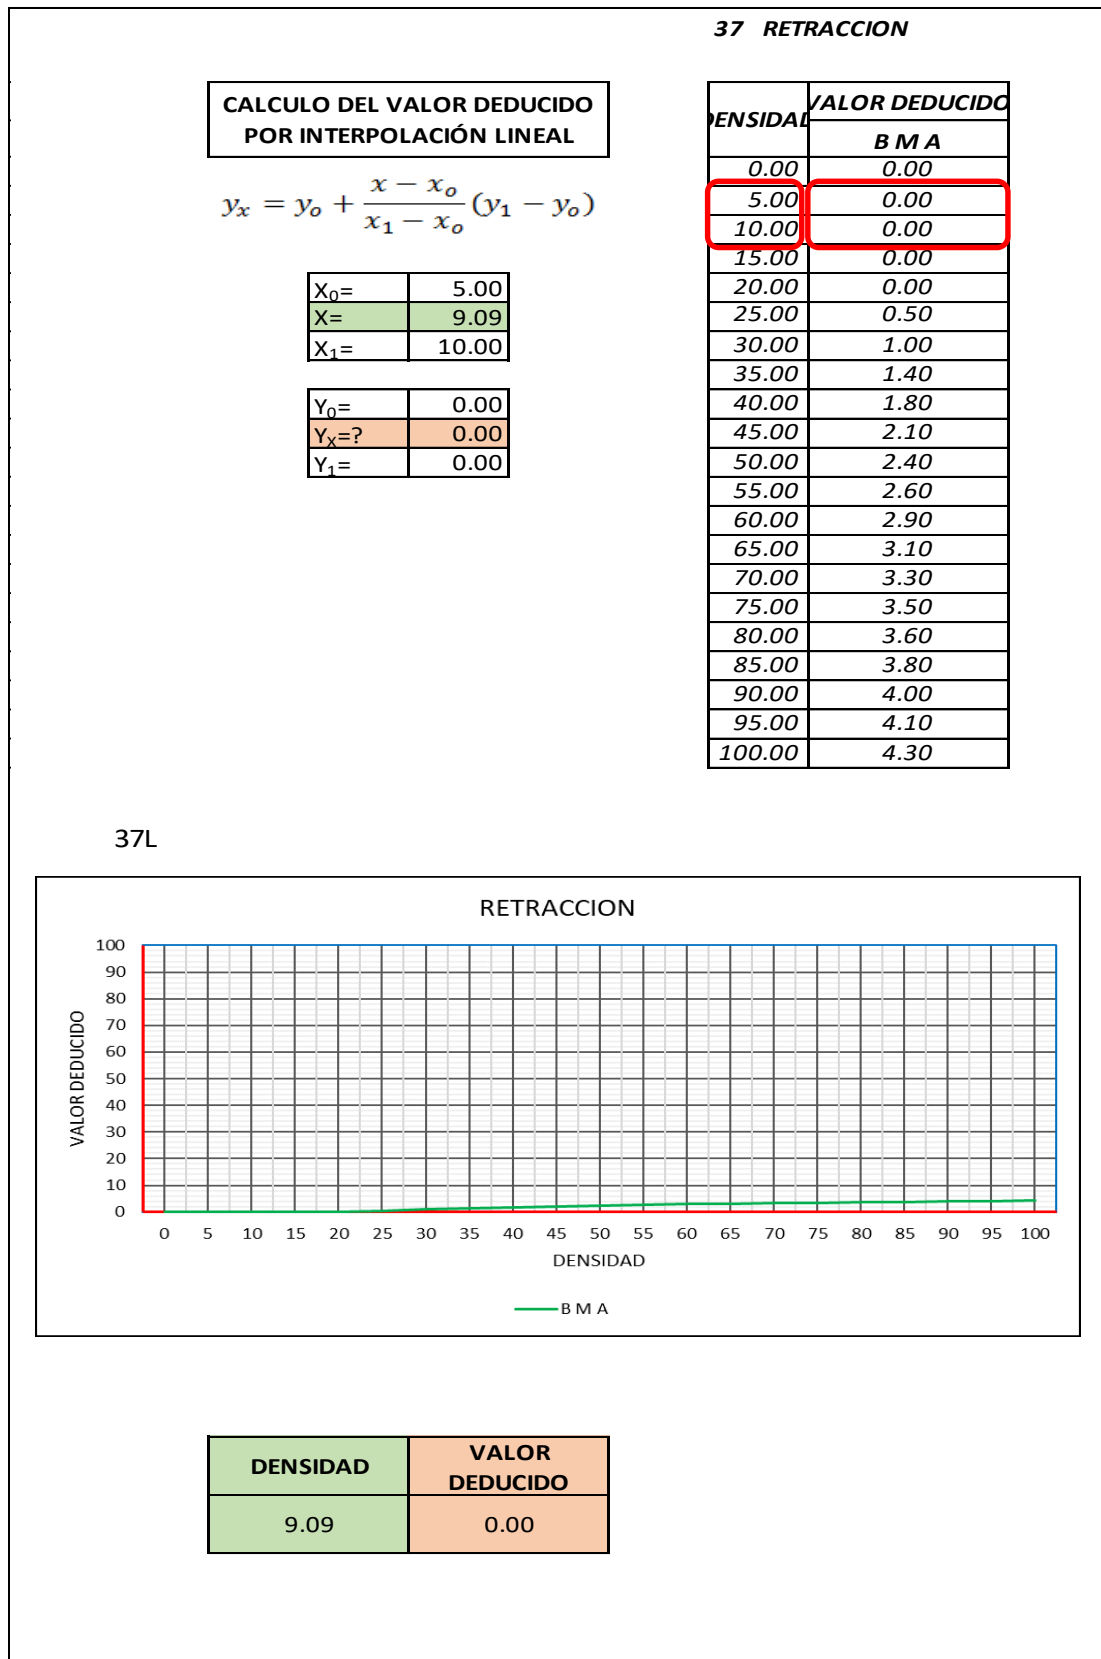 37 RETRACCION
CALCULO DEL VALOR DEDUCIDO
POR INTERPOLACIÓN LINEAL
yₓ = yₒ + (x − xₒ)/(x₁ − xₒ) (y₁ − yₒ)
X₀= 5.00
X= 9.09
X₁= 10.00
Y₀= 0.00
Yₓ=? 0.00
Y₁= 0.00
DENSIDAD VALOR DEDUCIDO
B M A
0.00 0.00
5.00 0.00
10.00 0.00
15.00 0.00
20.00 0.00
25.00 0.50
30.00 1.00
35.00 1.40
40.00 1.80
45.00 2.10
50.00 2.40
55.00 2.60
60.00 2.90
65.00 3.10
70.00 3.30
75.00 3.50
80.00 3.60
85.00 3.80
90.00 4.00
95.00 4.10
100.00 4.30
37L
RETRACCION
VALOR DEDUCIDO
100
90
80
70
60
50
40
30
20
10
0
0 5 10 15 20 25 30 35 40 45 50 55 60 65 70 75 80 85 90 95 100
DENSIDAD
B M A
DENSIDAD VALOR
DEDUCIDO
9.09 0.00